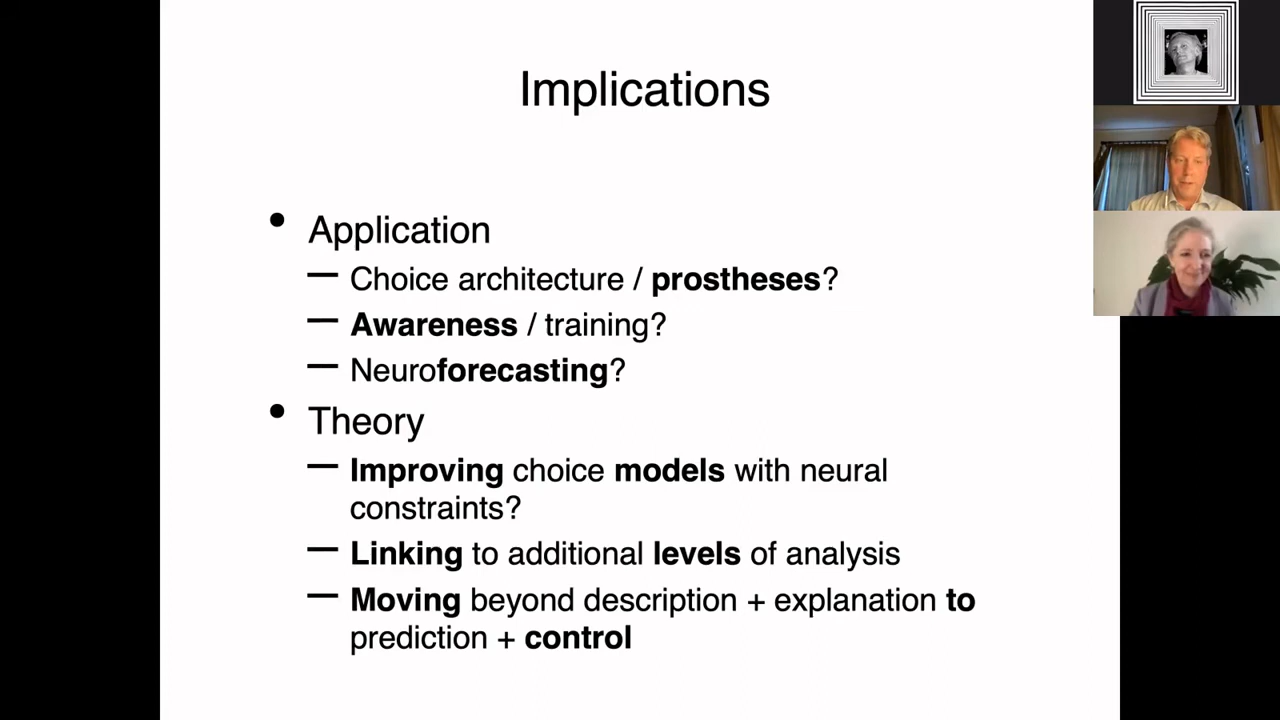 Implications
• Application
— Choice architecture / prostheses?
— Awareness / training?
— Neuroforecasting?
• Theory
— Improving choice models with neural
constraints?
— Linking to additional levels of analysis
— Moving beyond description + explanation to
prediction + control